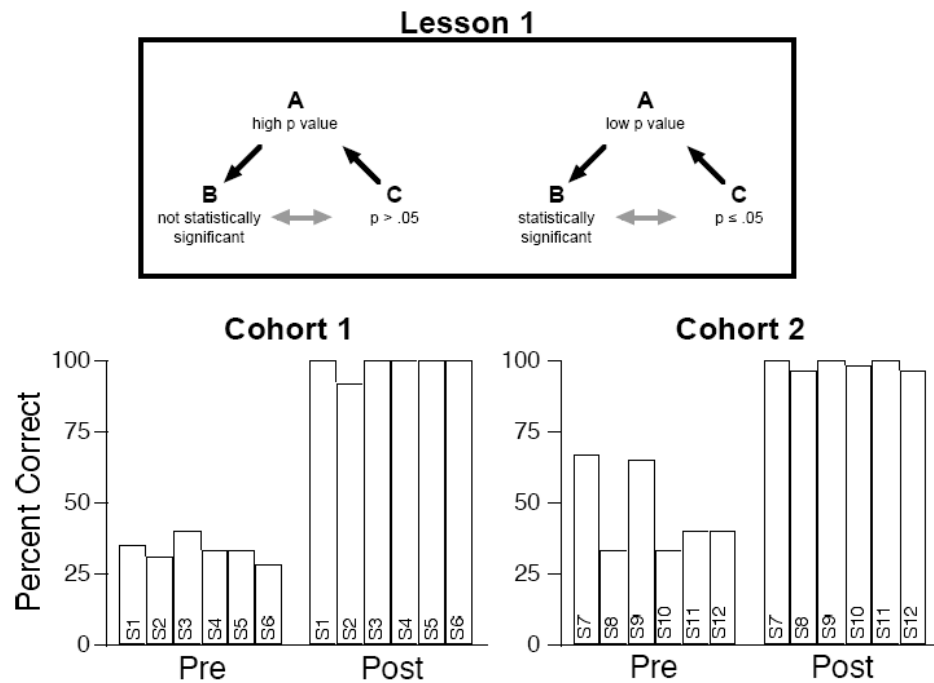 Lesson 1
A
high p value
B
not statistically
significant
C
p > .05
A
low p value
B
statistically
significant
C
p ≤ .05
Cohort 1
Percent Correct
100
75
50
25
0
S1 S2 S3 S4 S5 S6
S1 S2 S3 S4 S5 S6
Pre Post
Cohort 2
100
75
50
25
0
S7 S8 S9 S10 S11 S12
S7 S8 S9 S10 S11 S12
Pre Post